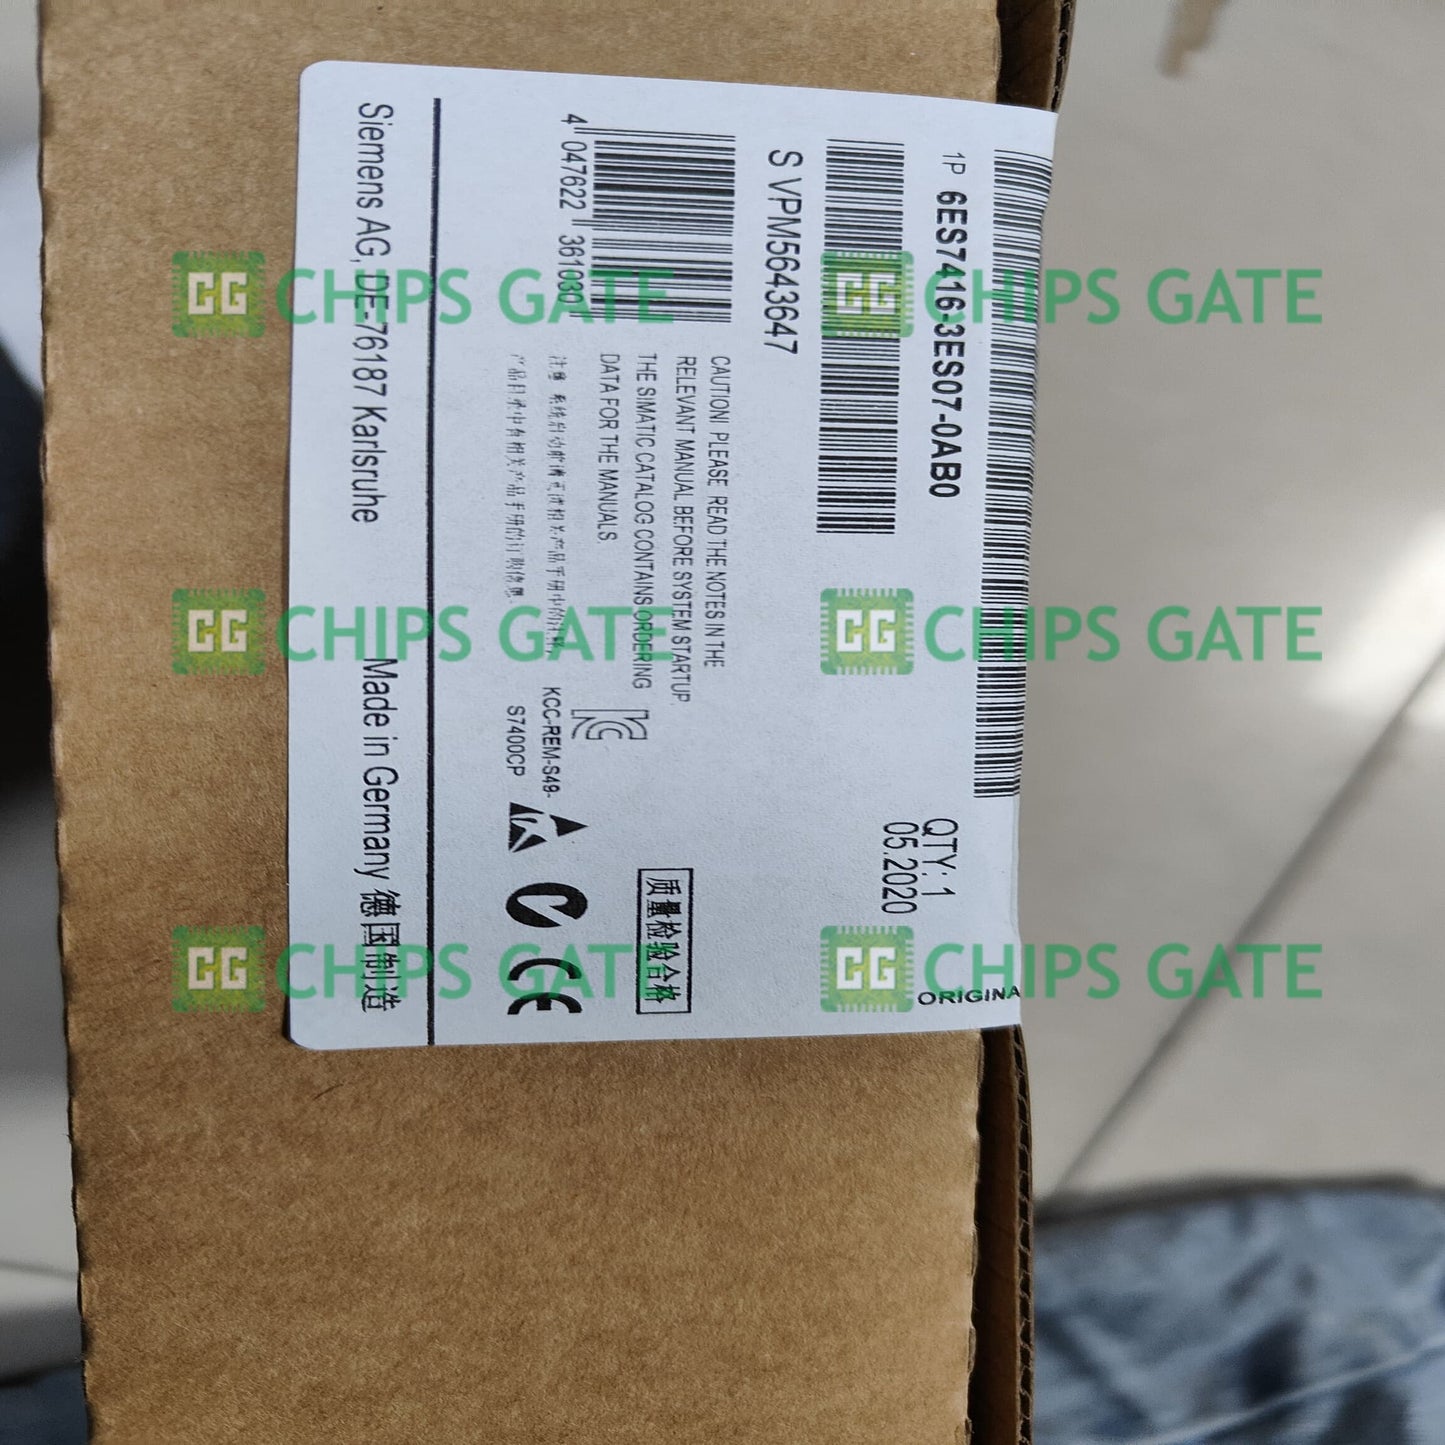 1P 6ES7416-3ES07-0AB0
QTY: 1
05.2020
ORIGINA
S VPM5643647
4 047622 361080
CAUTION! PLEASE READ THE NOTES IN THE
RELEVANT MANUAL BEFORE SYSTEM STARTUP.
THE SIMATIC CATALOG CONTAINS ORDERING
DATA FOR THE MANUALS.
质量检验合格
KCC-REM-S49-
S7400CP
CE
Siemens AG, DE-76187 Karlsruhe
Made in Germany 德国制造
CG CHIPS GATE
CG CHIPS GATE
CG CHIPS GATE
CG CHIPS GATE
CG CHIPS GATE
CG CHIPS GATE